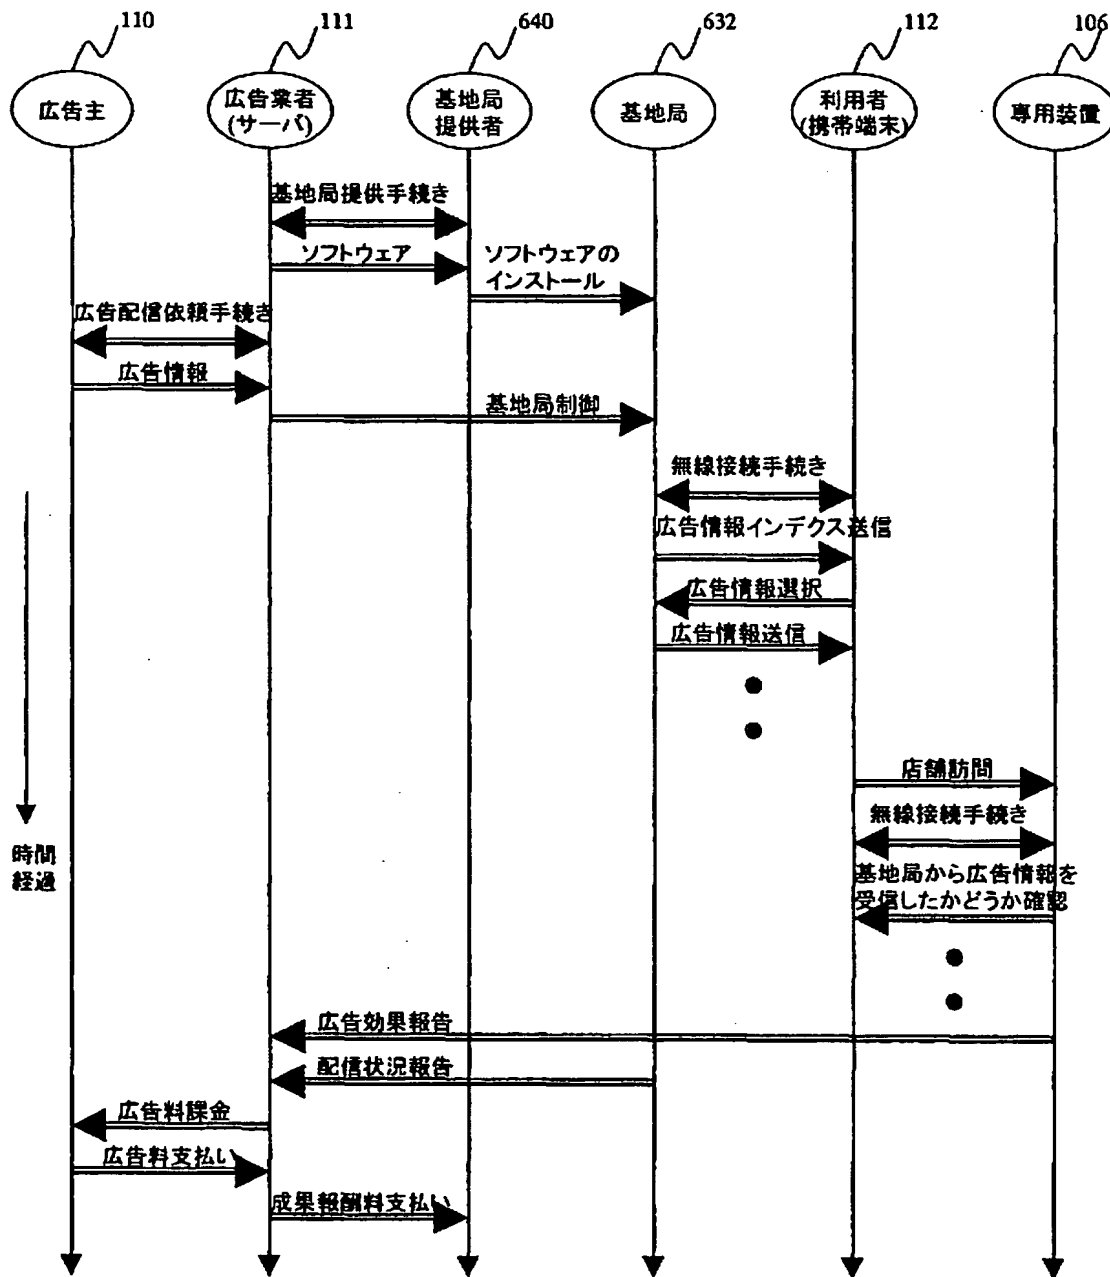 110
111
640
632
112
106
広告主
広告業者
(サーバ)
基地局
提供者
基地局
利用者
(携帯端末)
専用装置
基地局提供手続き
ソフトウェア
ソフトウェアの
インストール
広告配信依頼手続き
広告情報
基地局制御
無線接続手続き
広告情報インデクス送信
広告情報選択
広告情報送信
店舗訪問
時間
経過
無線接続手続き
基地局から広告情報を
受信したかどうか確認
広告効果報告
配信状況報告
広告料課金
広告料支払い
成果報酬料支払い